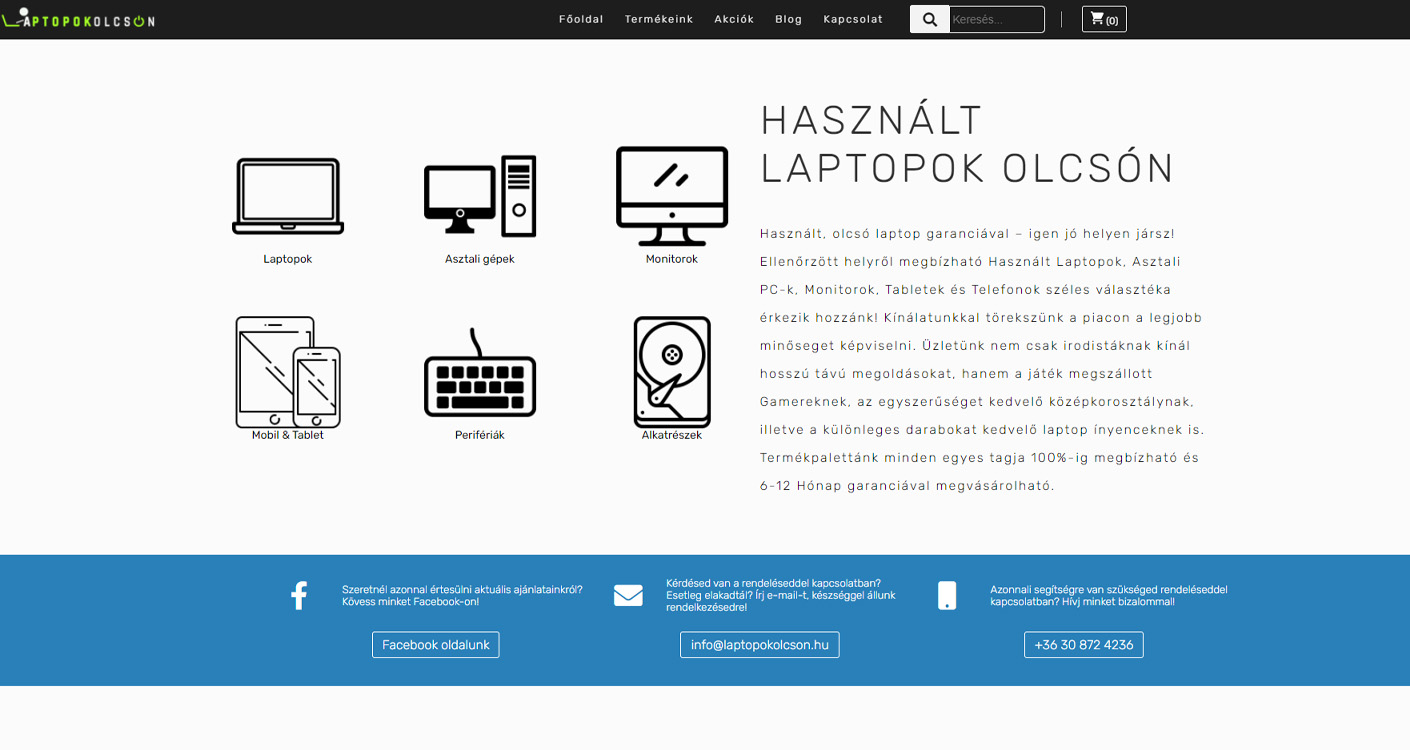 LAPTOPOKOLCSÓN
Főoldal Termékeink Akciók Blog Kapcsolat Keresés... (0)
HASZNÁLT
LAPTOPOK OLCSÓN
Laptopok Asztali gépek Monitorok
Mobil & Tablet Perifériák Alkatrészek
Használt, olcsó laptop garanciával – igen jó helyen jársz!
Ellenőrzött helyről megbízható Használt Laptopok, Asztali
PC-k, Monitorok, Tabletek és Telefonok széles választéka
érkezik hozzánk! Kínálatunkkal törekszünk a piacon a legjobb
minőseget képviselni. Üzletünk nem csak irodistáknak kínál
hosszú távú megoldásokat, hanem a játék megszállott
Gamereknek, az egyszerűséget kedvelő középkorosztálynak,
illetve a különleges darabokat kedvelő laptop ínyenceknek is.
Termékpalettánk minden egyes tagja 100%-ig megbízható és
6-12 Hónap garanciával megvásárolható.
Szeretnél azonnal értesülni aktuális ajánlatainkról?
Kövess minket Facebook-on!
Facebook oldalunk
Kérdésed van a rendeléseddel kapcsolatban?
Esetleg elakadtál? Írj e-mail-t, készséggel állunk
rendelkezésedre!
info@laptopokolcson.hu
Azonnali segítségre van szükséged rendeléseddel
kapcsolatban? Hívj minket bizalommal!
+36 30 872 4236